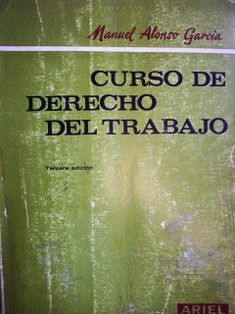 Manuel Alonso García
CURSO DE
DERECHO
DEL TRABAJO
Tercera edición
ARIEL